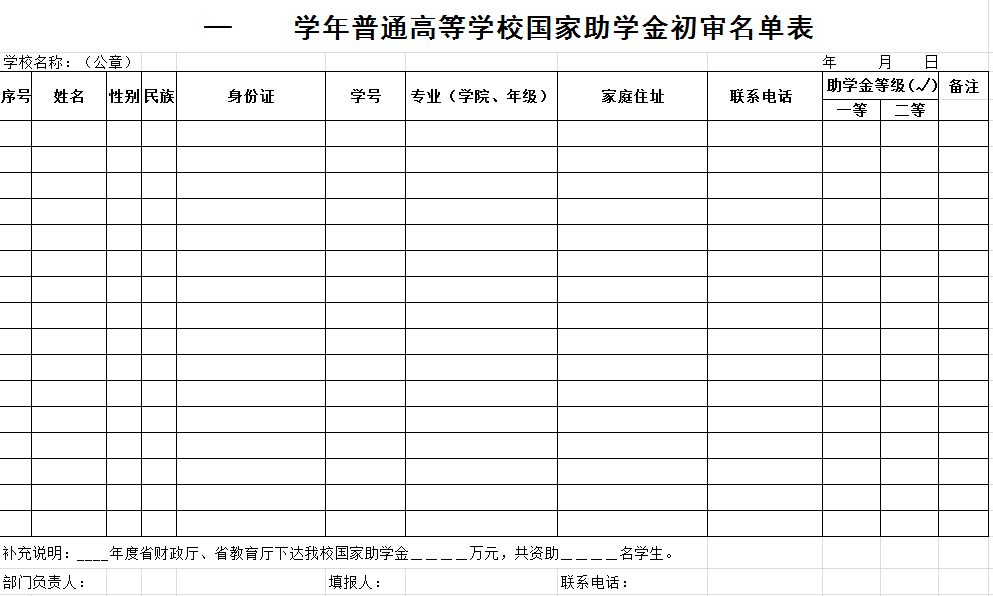 —　　学年普通高等学校国家助学金初审名单表
学校名称：（公章）　　年　　月　　日
序号 姓名 性别 民族 身份证 学号 专业（学院、年级） 家庭住址 联系电话 助学金等级(√) 备注
一等 二等
补充说明：____年度省财政厅、省教育厅下达我校国家助学金＿＿＿＿万元，共资助＿＿＿＿名学生。
部门负责人： 填报人： 联系电话：